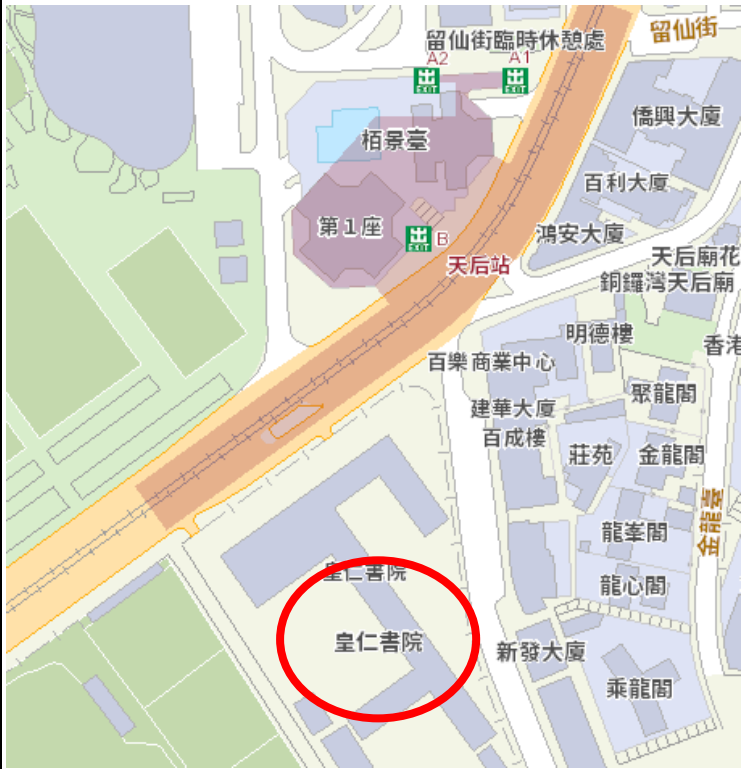 留仙街臨時休憩處
留仙街
A2
A1
出
EXIT
出
EXIT
僑興大廈
栢景臺
百利大廈
第１座
出
EXIT
B
鴻安大廈
天后站
天后廟花
銅鑼灣天后廟
明德樓
香港
百樂商業中心
聚龍閣
建華大廈
百成樓
莊苑
金龍閣
金龍臺
龍峯閣
皇仁書院
龍心閣
皇仁書院
新發大廈
乘龍閣